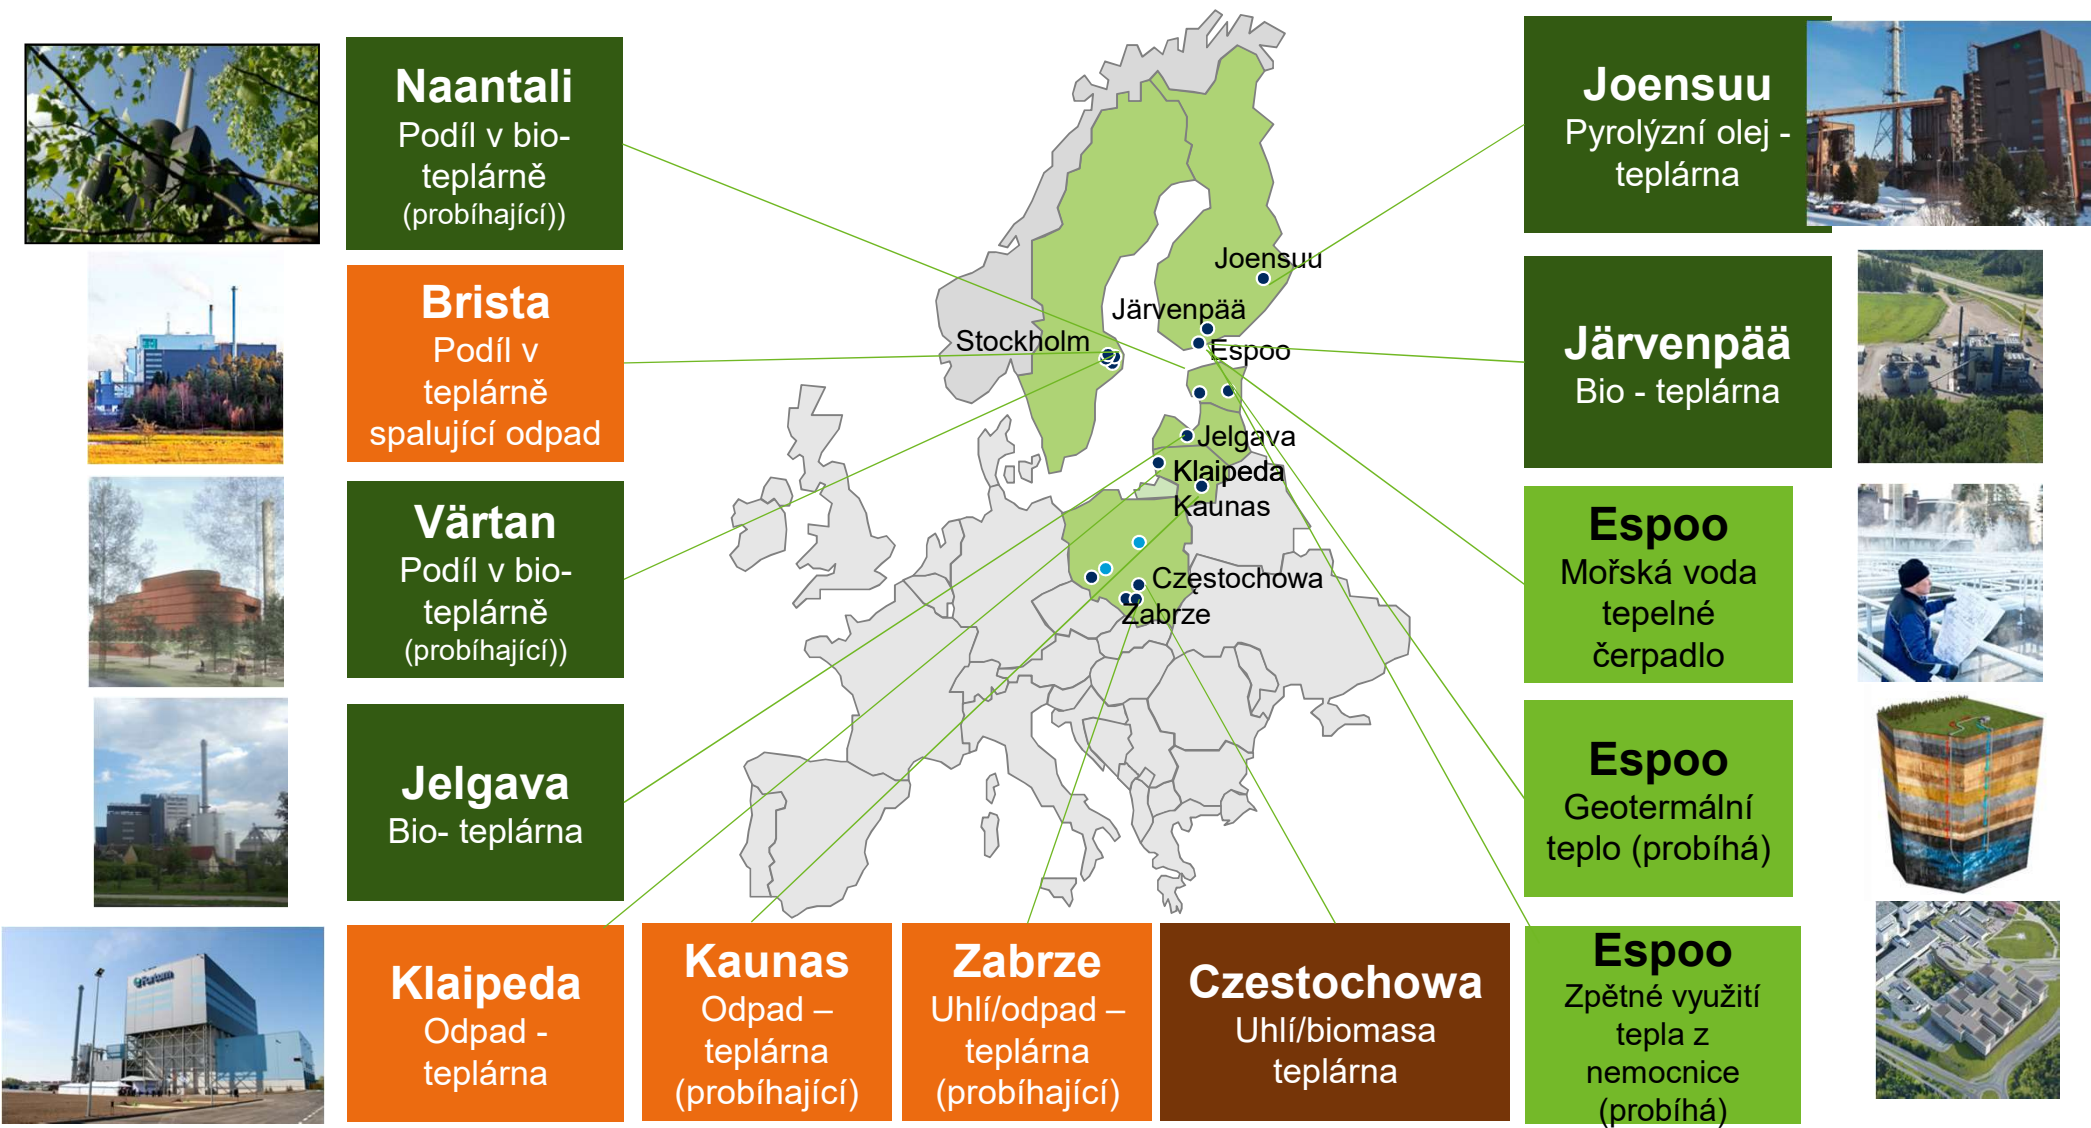 Naantali
Podíl v bio-
teplárně
(probíhající))
Brista
Podíl v
teplárně
spalující odpad
Värtan
Podíl v bio-
teplárně
(probíhající))
Jelgava
Bio- teplárna
Klaipeda
Odpad -
teplárna
Kaunas
Odpad –
teplárna
(probíhající)
Zabrze
Uhlí/odpad –
teplárna
(probíhající)
Czestochowa
Uhlí/biomasa
teplárna
Joensuu
Järvenpää
Stockholm
Espoo
Jelgava
Klaipeda
Kaunas
Częstochowa
Zabrze
Joensuu
Pyrolýzní olej -
teplárna
Järvenpää
Bio - teplárna
Espoo
Mořská voda
tepelné
čerpadlo
Espoo
Geotermální
teplo (probíhá)
Espoo
Zpětné využití
tepla z
nemocnice
(probíhá)
Fortum